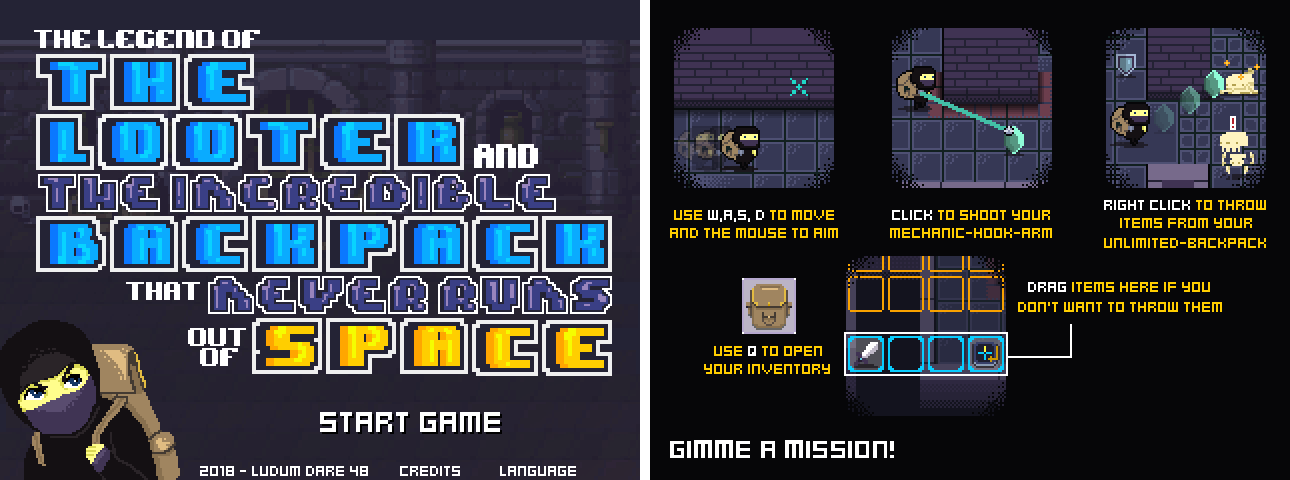 THE LEGEND OF
THE
LOOTER AND
THE INCREDIBLE
BACKPACK
THAT NEVER RUNS
OUT OF SPACE
START GAME
2018 - LUDUM DARE 48
CREDITS
LANGUAGE
USE W,A,S, D TO MOVE
AND THE MOUSE TO AIM
CLICK TO SHOOT YOUR
MECHANIC-HOOK-ARM
RIGHT CLICK TO THROW
ITEMS FROM YOUR
UNLIMITED-BACKPACK
!
USE Q TO OPEN
YOUR INVENTORY
DRAG ITEMS HERE IF YOU
DON'T WANT TO THROW THEM
GIMME A MISSION!